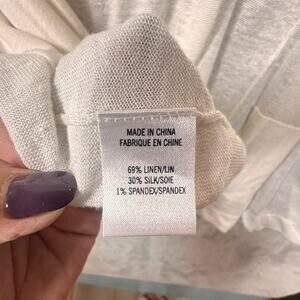 MADE IN CHINA
FABRIQUE EN CHINE
69% LINEN/LIN
30% SILK/SOIE
1% SPANDEX/SPANDEX